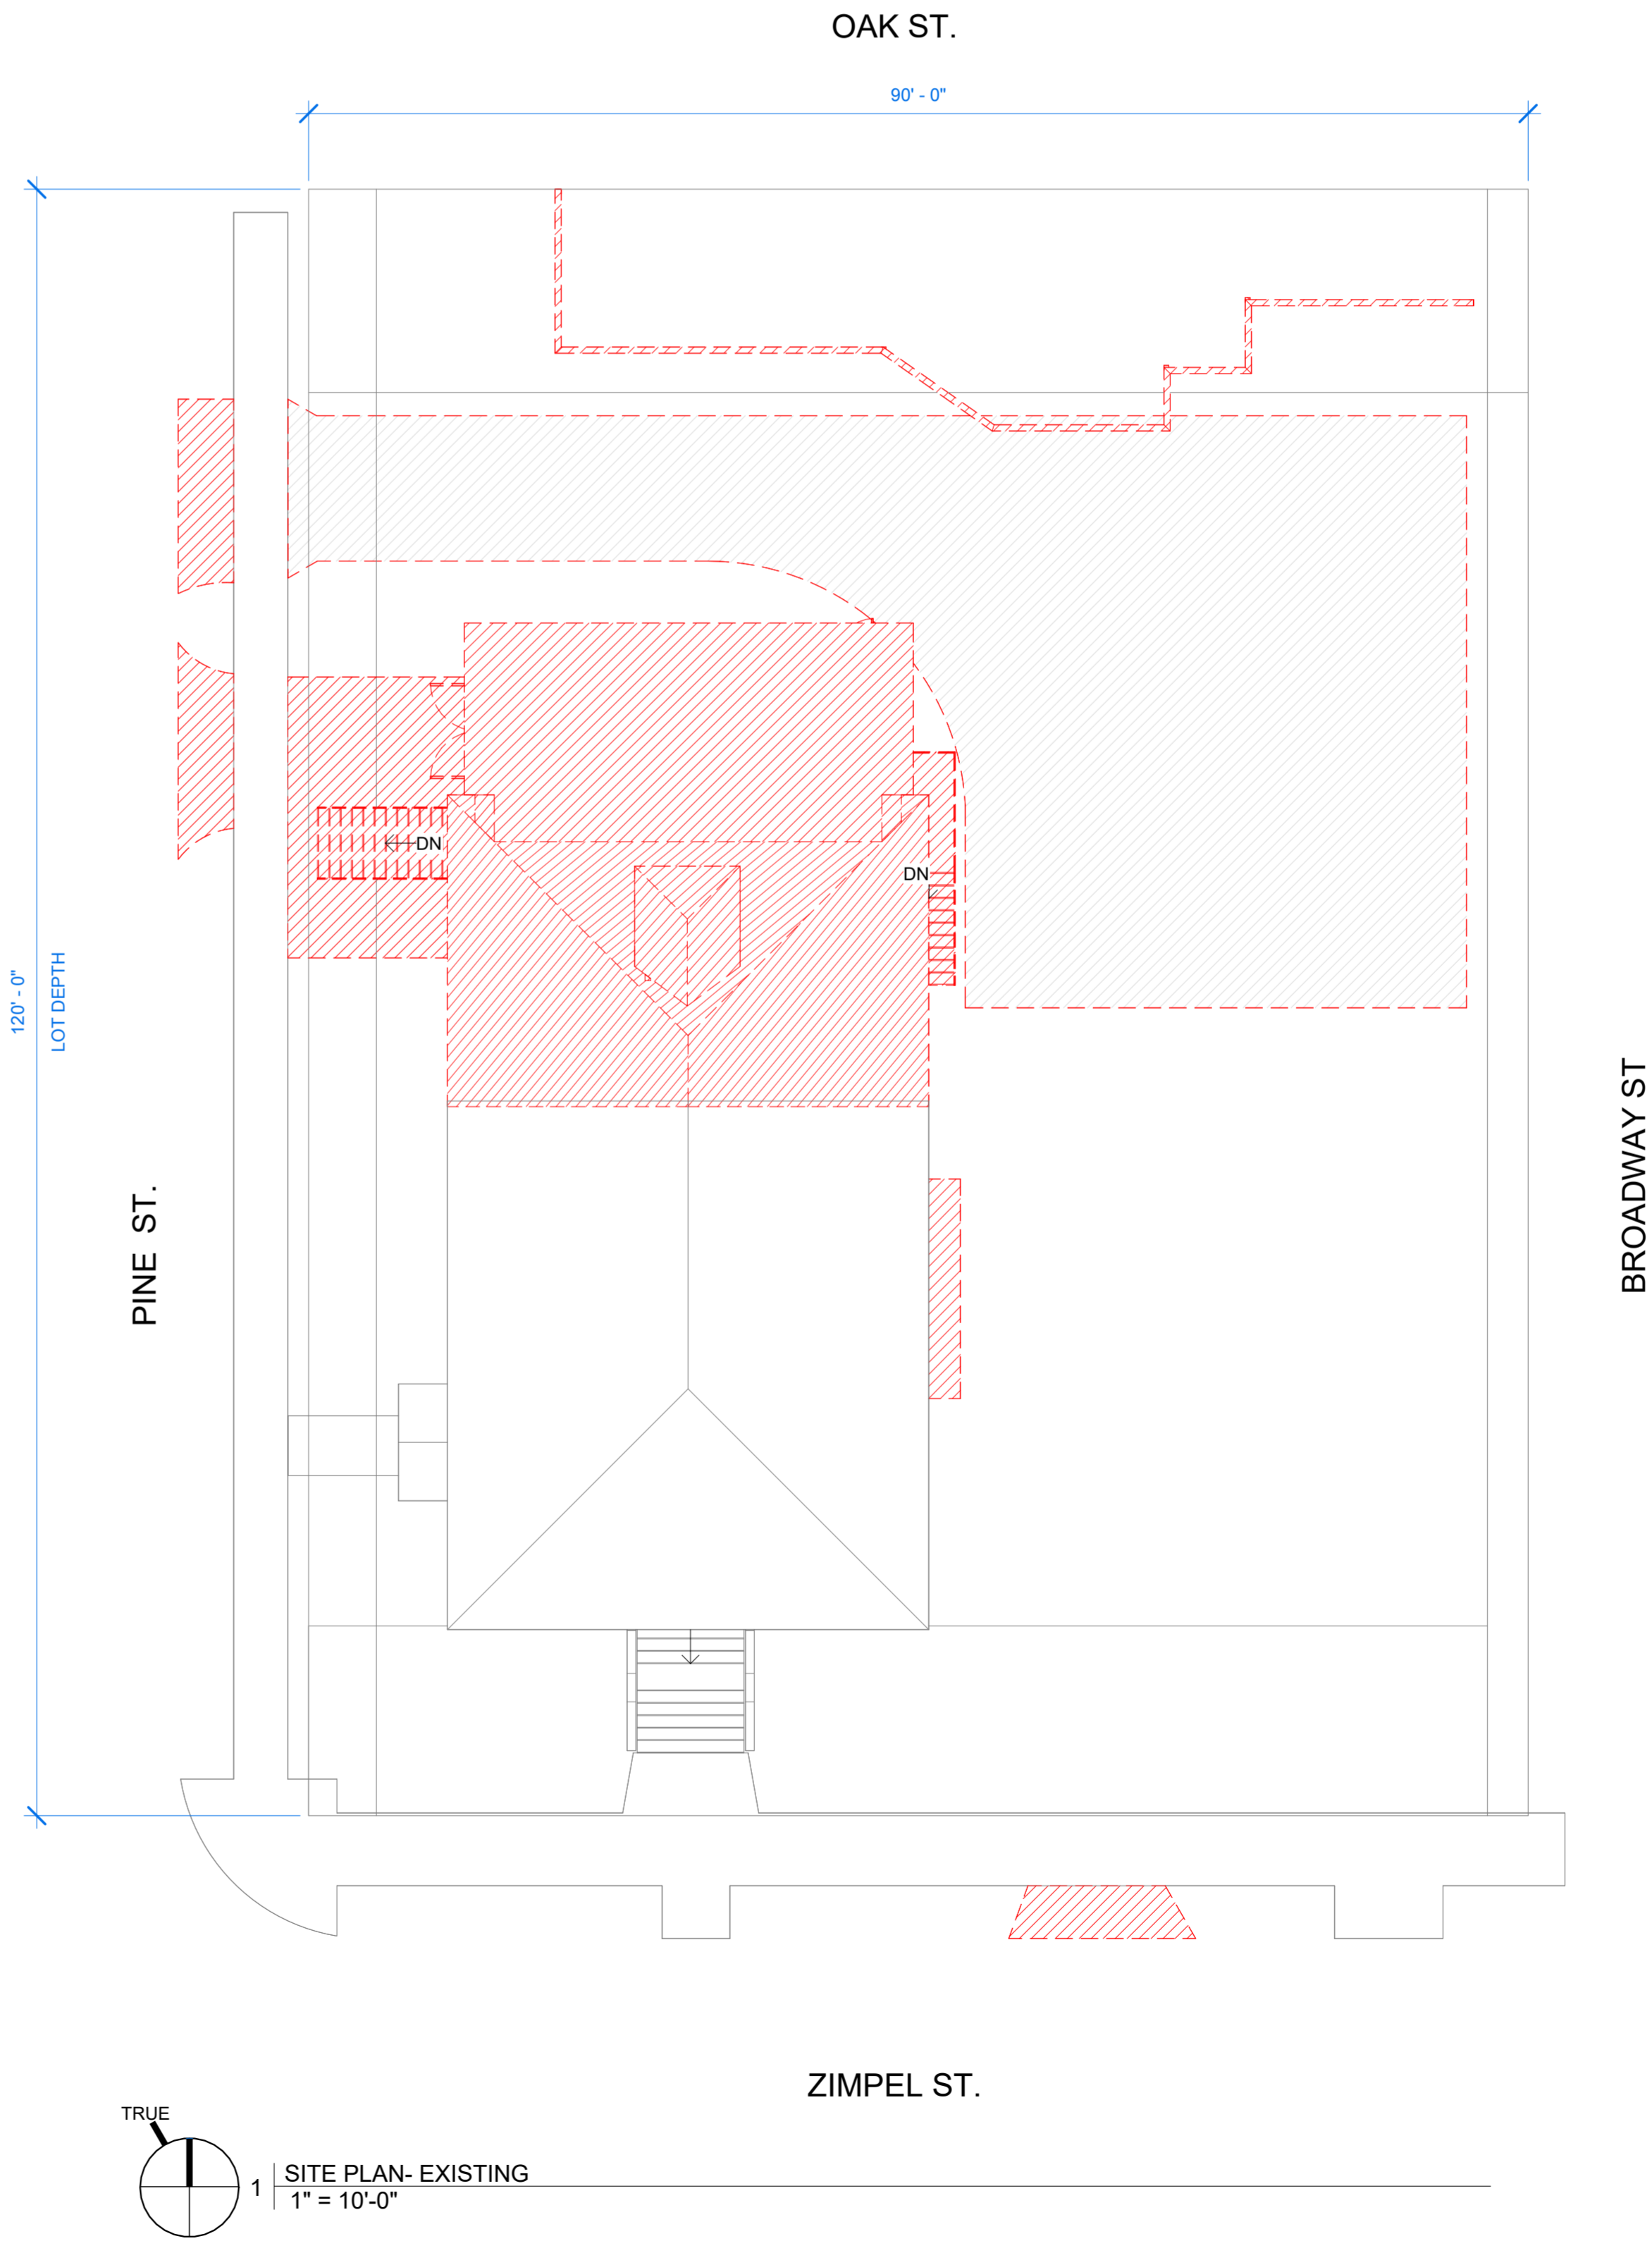 OAK ST.
90' - 0"
120' - 0"
LOT DEPTH
PINE ST.
DN
DN
BROADWAY ST
ZIMPEL ST.
TRUE
1
SITE PLAN- EXISTING
1" = 10'-0"